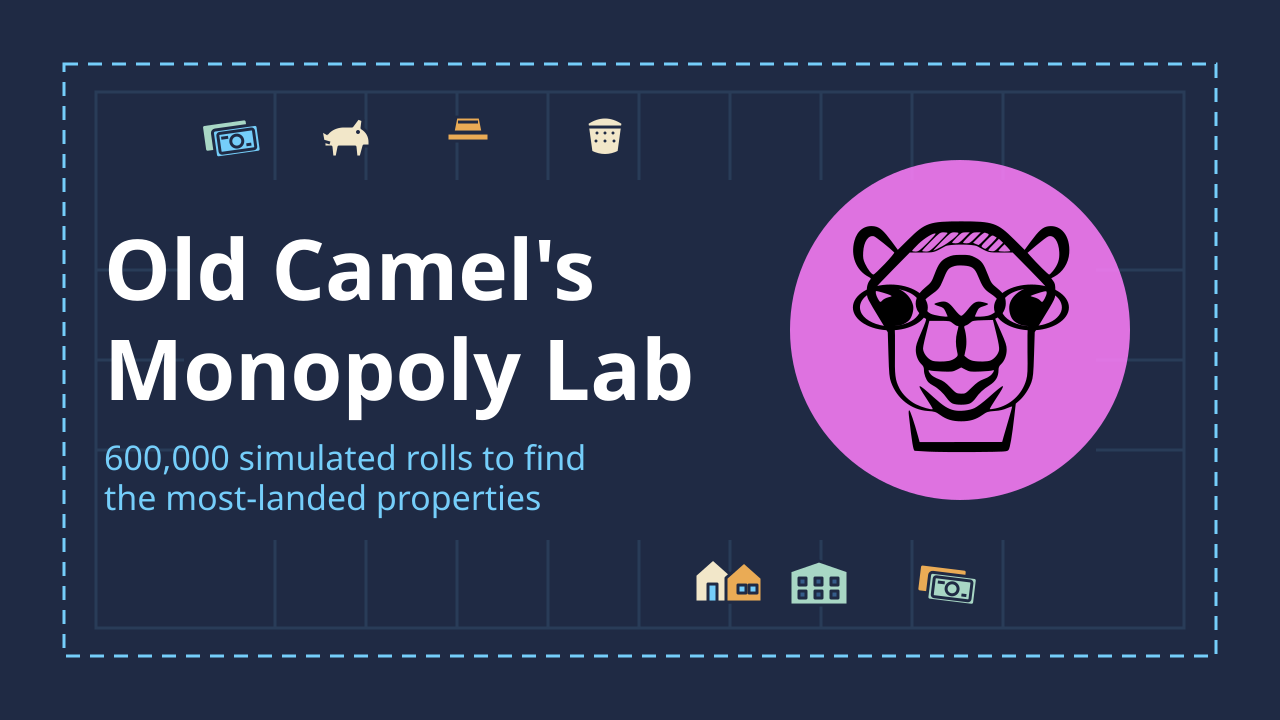 Old Camel's
Monopoly Lab
600,000 simulated rolls to find
the most-landed properties